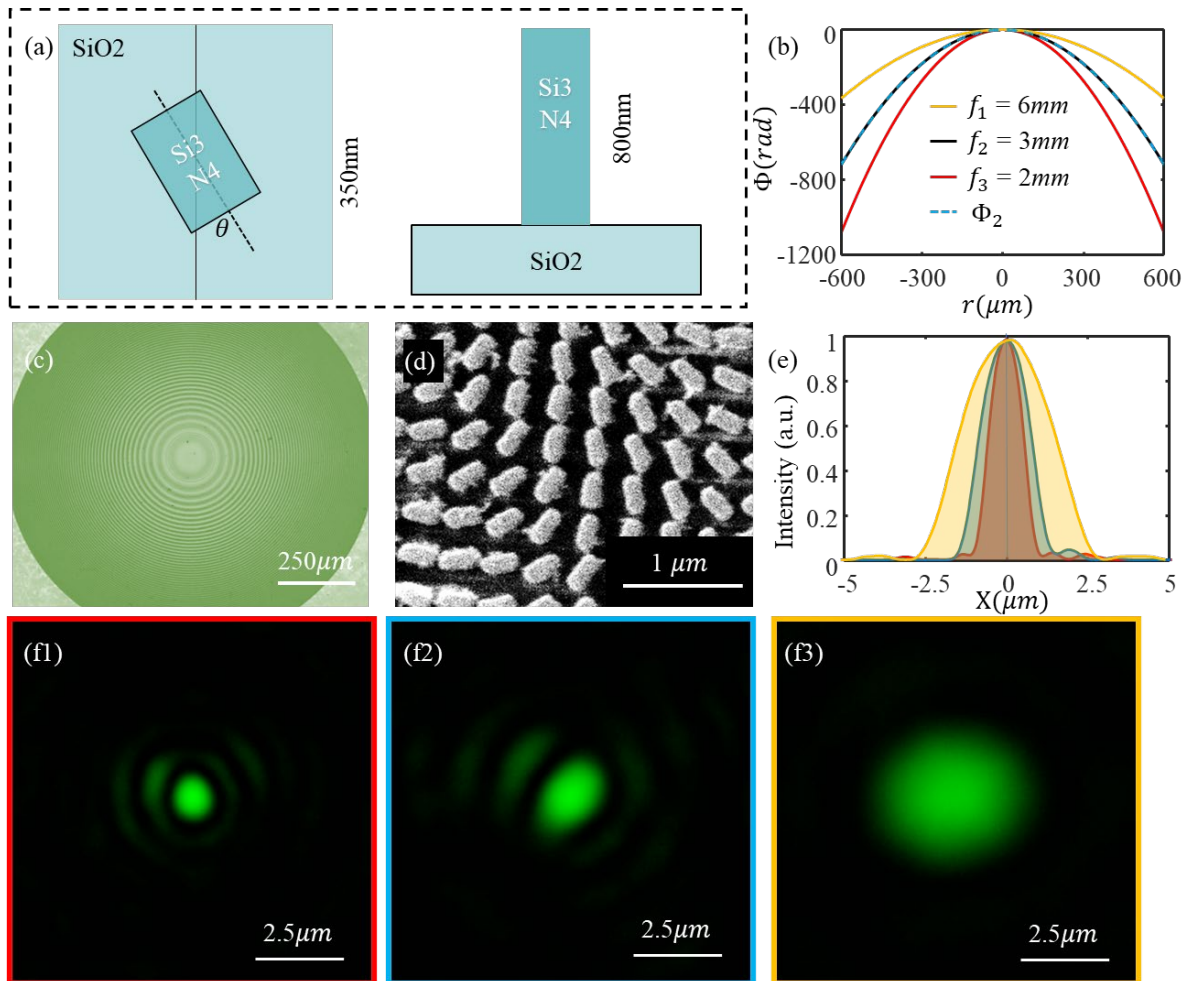 (a)
SiO2
Si3
N4
θ
350nm
Si3
N4
800nm
SiO2
(b)
Φ(rad)
0
-400
-800
-1200
f₁ = 6mm
f₂ = 3mm
f₃ = 2mm
Φ₂
-600
-300
0
300
600
r(μm)
(c)
250μm
(d)
1 μm
(e)
Intensity (a.u.)
1
0.8
0.6
0.4
0.2
0
-5
-2.5
0
2.5
5
X(μm)
(f1)
2.5μm
(f2)
2.5μm
(f3)
2.5μm